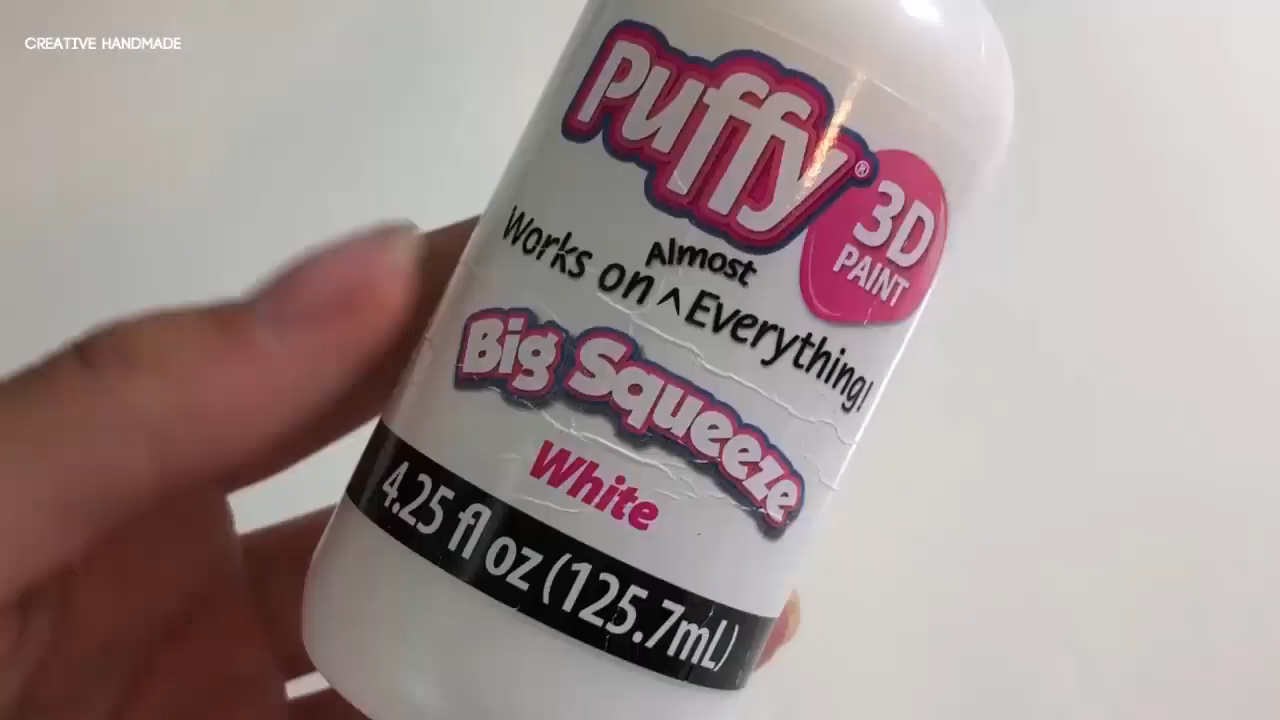 CREATIVE HANDMADE
Puffy®
3D
PAINT
Almost
Works on ^ Everything!
Big Squeeze
White
4.25 fl oz (125.7mL)